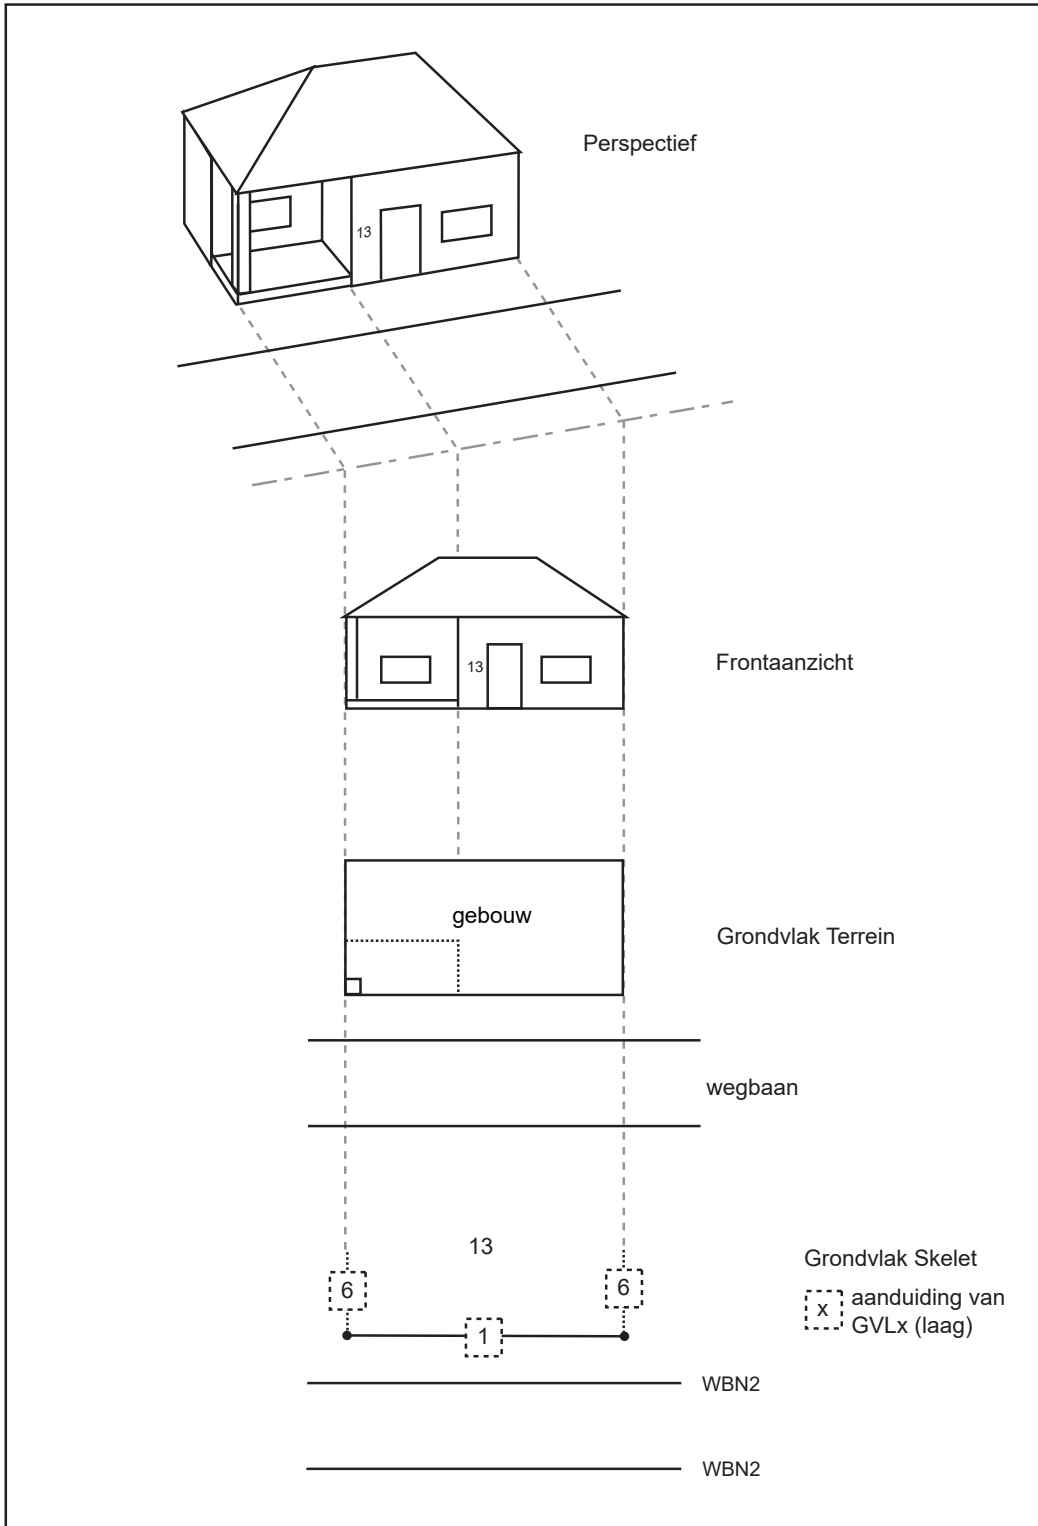 Perspectief
13
Frontaanzicht
13
gebouw
Grondvlak Terrein
wegbaan
13
Grondvlak Skelet
6
6
x
aanduiding van
GVLx (laag)
1
WBN2
WBN2